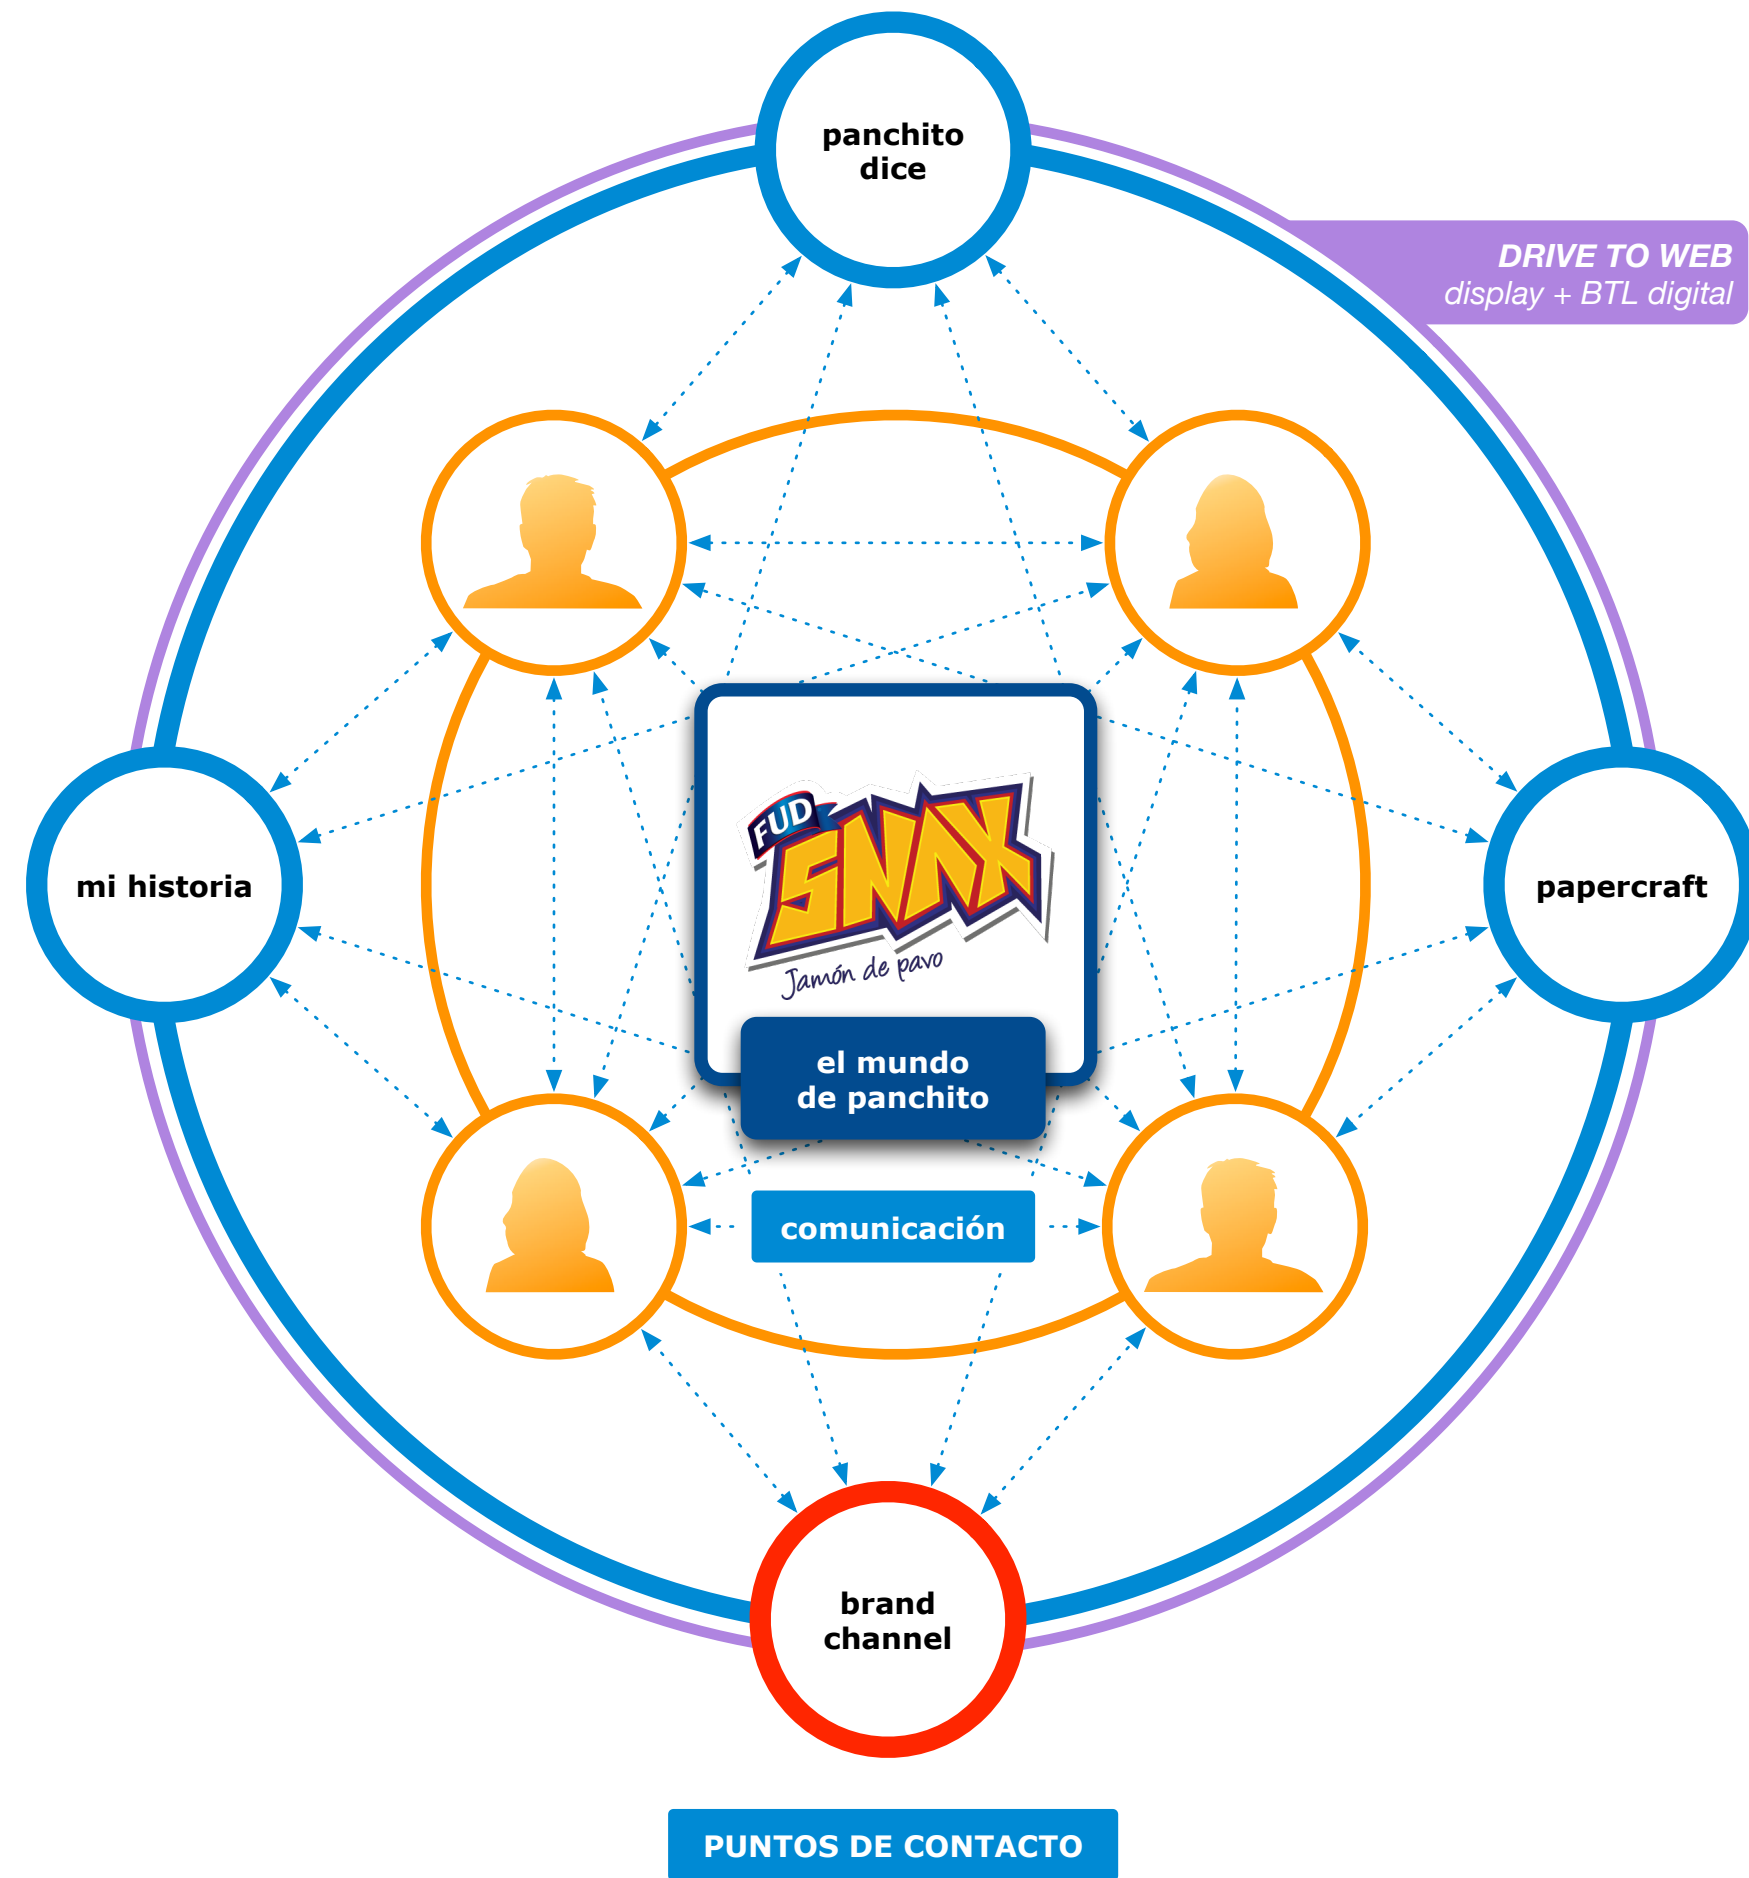 panchito
dice
DRIVE TO WEB
display + BTL digital
mi historia
FUD
SNAX
Jamón de pavo
papercraft
el mundo
de panchito
comunicación
brand
channel
PUNTOS DE CONTACTO